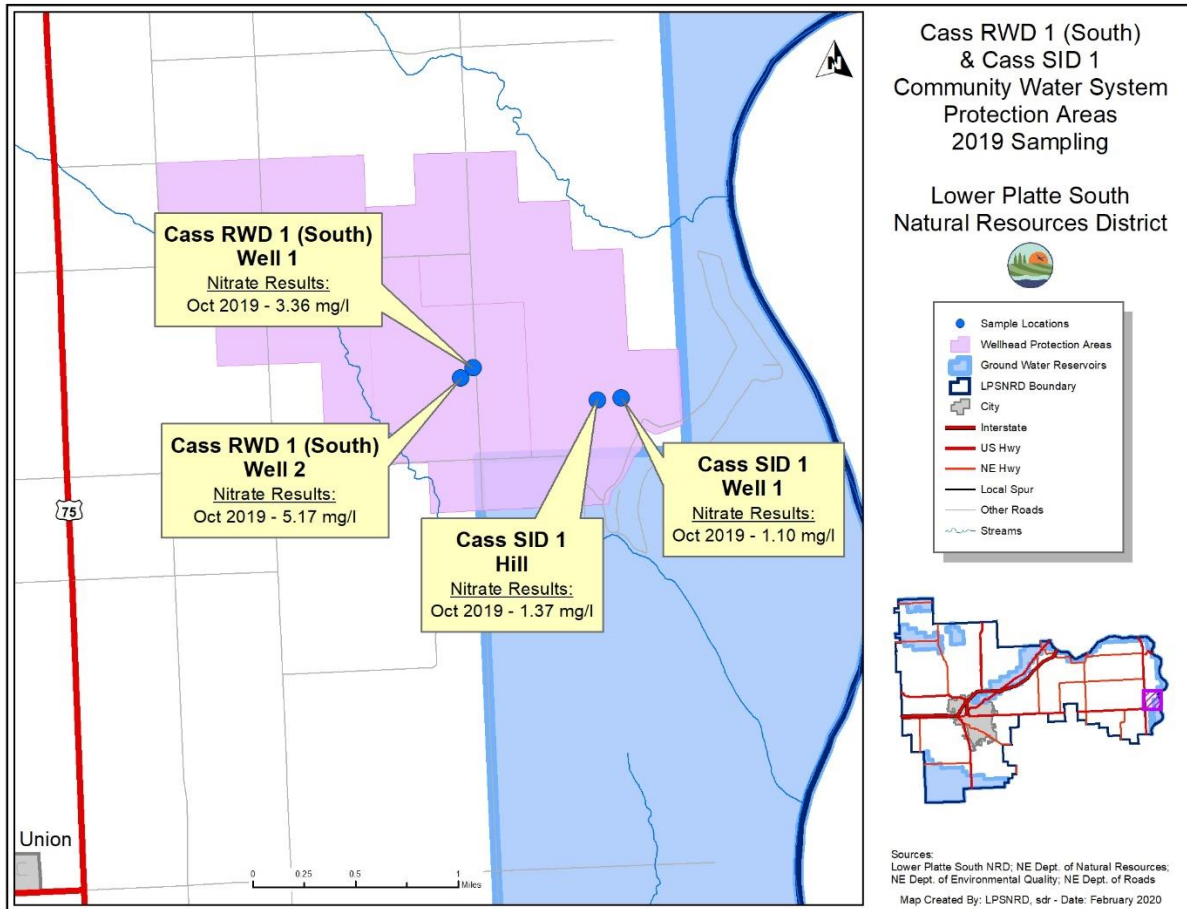 Cass RWD 1 (South)
& Cass SID 1
Community Water System
Protection Areas
2019 Sampling
Lower Platte South
Natural Resources District
N
Cass RWD 1 (South)
Well 1
Nitrate Results:
Oct 2019 - 3.36 mg/l
Cass RWD 1 (South)
Well 2
Nitrate Results:
Oct 2019 - 5.17 mg/l
Cass SID 1
Hill
Nitrate Results:
Oct 2019 - 1.37 mg/l
Cass SID 1
Well 1
Nitrate Results:
Oct 2019 - 1.10 mg/l
75
Union
0 0.25 0.5 1
Miles
Sample Locations
Wellhead Protection Areas
Ground Water Reservoirs
LPSNRD Boundary
City
Interstate
US Hwy
NE Hwy
Local Spur
Other Roads
Streams
Sources:
Lower Platte South NRD; NE Dept. of Natural Resources;
NE Dept. of Environmental Quality; NE Dept. of Roads
Map Created By: LPSNRD, sdr - Date: February 2020